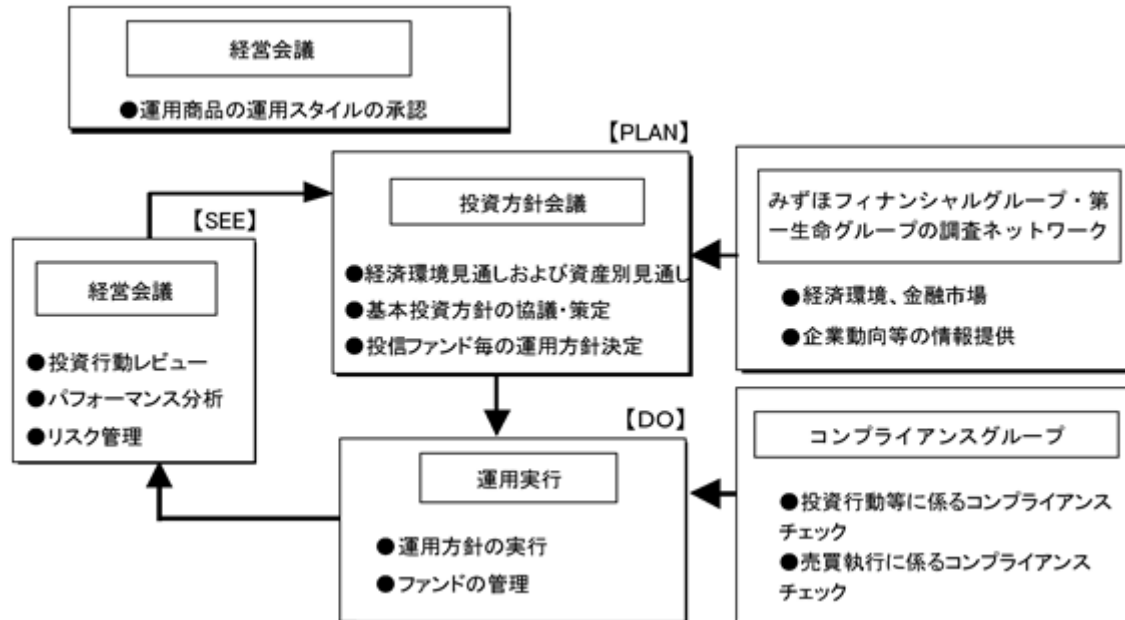 経営会議
●運用商品の運用スタイルの承認
【PLAN】
投資方針会議
●経済環境見通しおよび資産別見通し
●基本投資方針の協議・策定
●投信ファンド毎の運用方針決定
みずほフィナンシャルグループ・第
一生命グループの調査ネットワーク
●経済環境、金融市場
●企業動向等の情報提供
【SEE】
経営会議
●投資行動レビュー
●パフォーマンス分析
●リスク管理
【DO】
運用実行
●運用方針の実行
●ファンドの管理
コンプライアンスグループ
●投資行動等に係るコンプライアンス
チェック
●売買執行に係るコンプライアンス
チェック